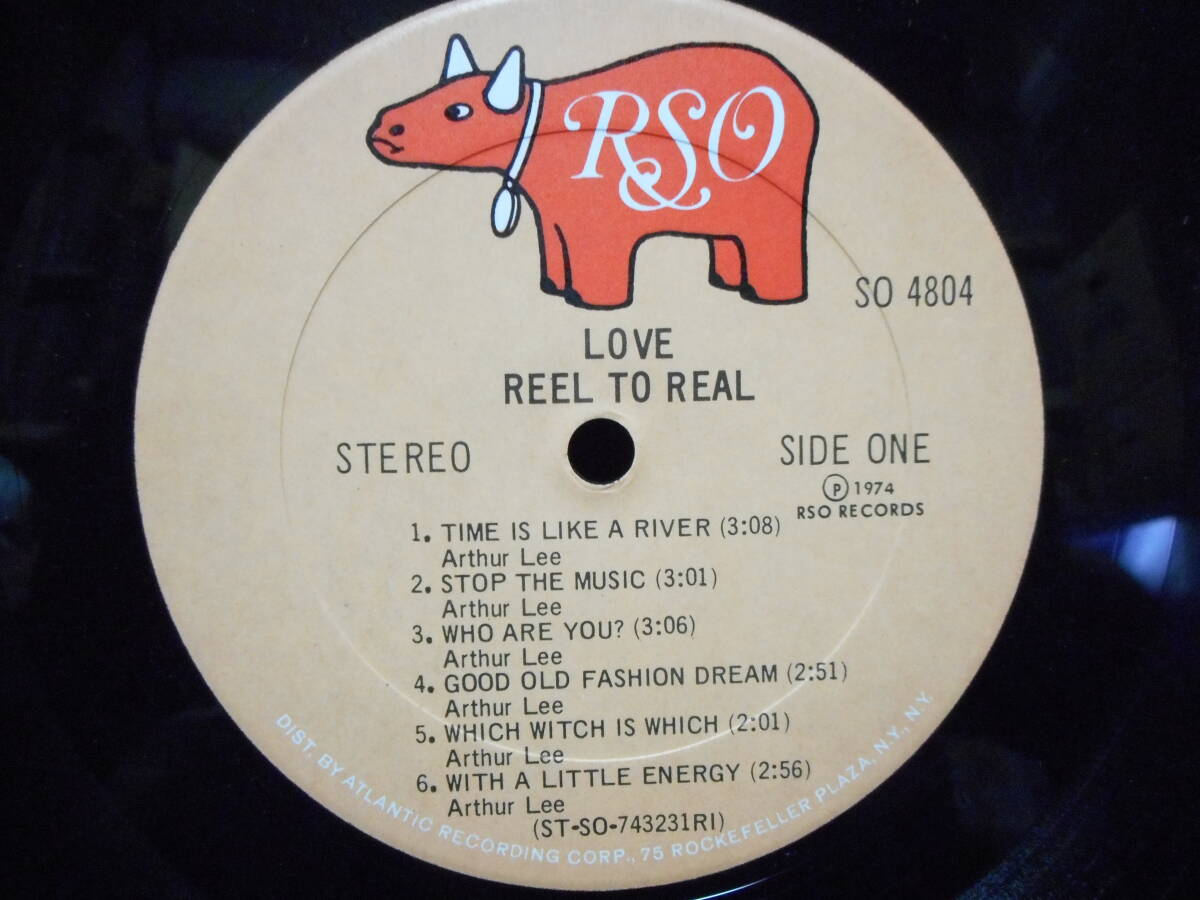 RSO
SO 4804
LOVE
REEL TO REAL
STEREO
SIDE ONE
Ⓟ 1974
RSO RECORDS
1. TIME IS LIKE A RIVER (3:08)
Arthur Lee
2. STOP THE MUSIC (3:01)
Arthur Lee
3. WHO ARE YOU? (3:06)
Arthur Lee
4. GOOD OLD FASHION DREAM (2:51)
Arthur Lee
5. WHICH WITCH IS WHICH (2:01)
Arthur Lee
6. WITH A LITTLE ENERGY (2:56)
Arthur Lee
(ST-SO-743231RI)
DIST. BY ATLANTIC RECORDING CORP., 75 ROCKEFELLER PLAZA, N.Y., N.Y.